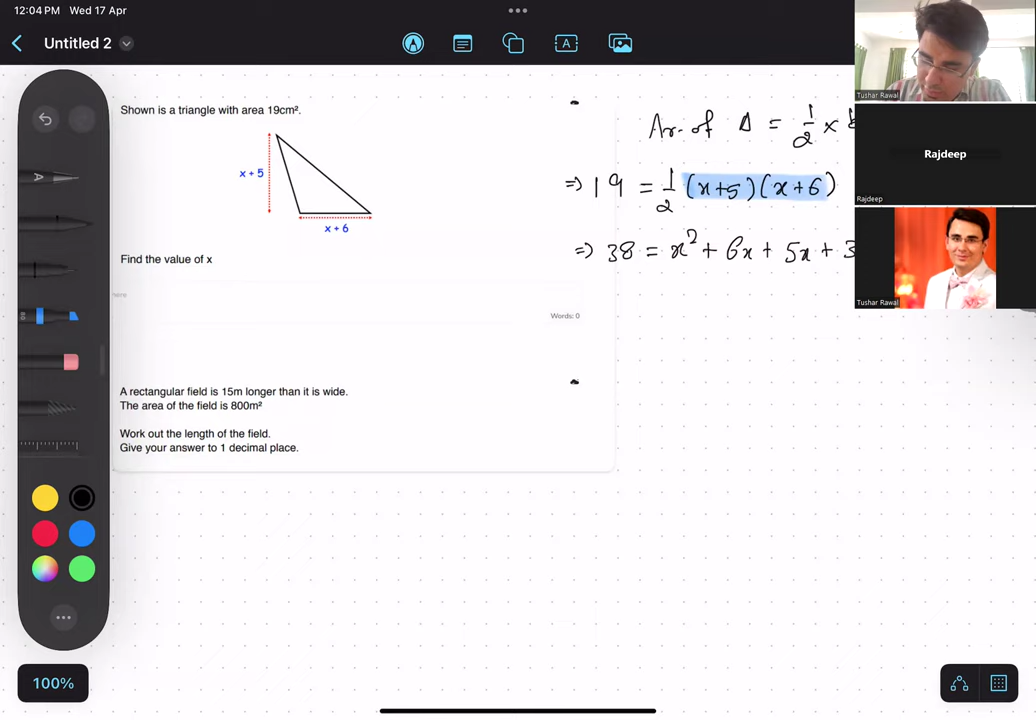 12:04 PM Wed 17 Apr
Untitled 2
Tushar Rawal
Rajdeep
Rajdeep
Tushar Rawal
Shown is a triangle with area 19cm².
x + 5
x + 6
Find the value of x
here
Words: 0
A rectangular field is 15m longer than it is wide.
The area of the field is 800m²
Work out the length of the field.
Give your answer to 1 decimal place.
Ar. of Δ = 1/2 ×
⇒ 19 = 1/2 (x+5)(x+6)
⇒ 38 = x² + 6x + 5x + 3
A
A
80
100%